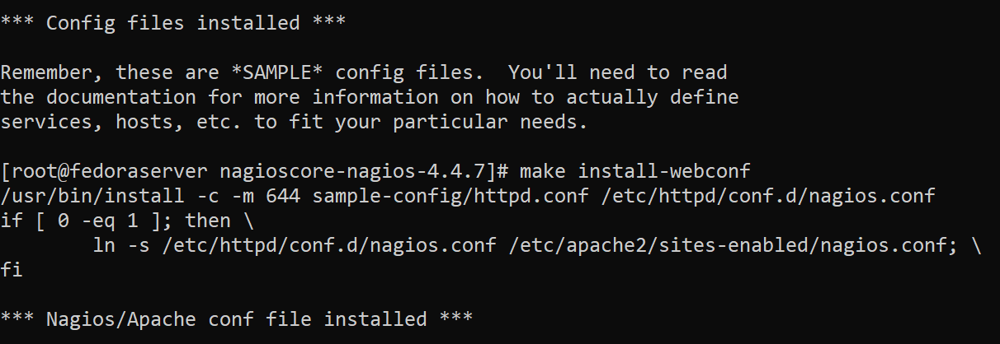 *** Config files installed ***
Remember, these are *SAMPLE* config files.  You'll need to read
the documentation for more information on how to actually define
services, hosts, etc. to fit your particular needs.
[root@fedoraserver nagioscore-nagios-4.4.7]# make install-webconf
/usr/bin/install -c -m 644 sample-config/httpd.conf /etc/httpd/conf.d/nagios.conf
if [ 0 -eq 1 ]; then \
        ln -s /etc/httpd/conf.d/nagios.conf /etc/apache2/sites-enabled/nagios.conf; \
fi
*** Nagios/Apache conf file installed ***